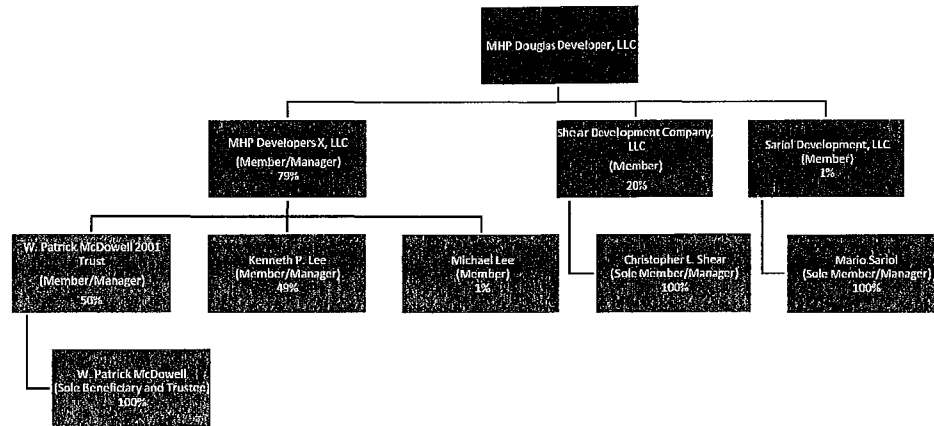 MHP Douglas Developer, LLC
MHP Developers X, LLC
(Member/Manager)
79%
Shear Development Company,
LLC
(Member)
20%
Sariol Development, LLC
(Member)
1%
W. Patrick McDowell 2001
Trust
(Member/Manager)
50%
Kenneth P. Lee
(Member/Manager)
49%
Michael Lee
(Member)
1%
Christopher L. Shear
(Sole Member/Manager)
100%
Mario Sariol
(Sole Member/Manager)
100%
W. Patrick McDowell
(Sole Beneficiary and Trustee)
100%